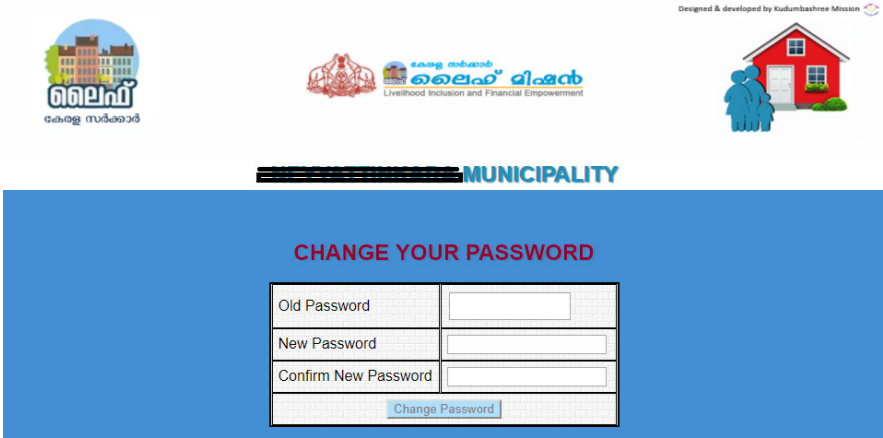 Designed & developed by Kudumbashree Mission
ലൈഫ്
കേരള സർക്കാർ
കേരള സർക്കാർ
ലൈഫ് മിഷൻ
Livelihood Inclusion and Financial Empowerment
MUNICIPALITY
CHANGE YOUR PASSWORD
Old Password
New Password
Confirm New Password
Change Password